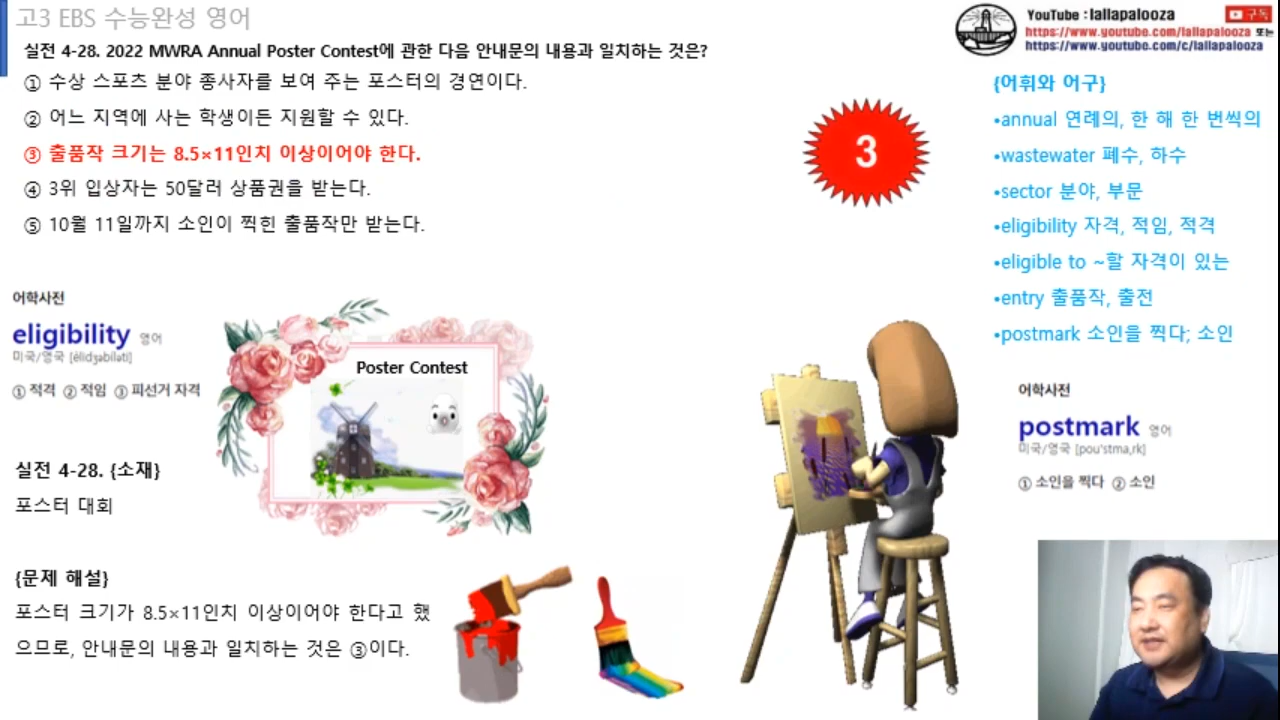 고3 EBS 수능완성 영어
실전 4-28. 2022 MWRA Annual Poster Contest에 관한 다음 안내문의 내용과 일치하는 것은?
① 수상 스포츠 분야 종사자를 보여 주는 포스터의 경연이다.
② 어느 지역에 사는 학생이든 지원할 수 있다.
③ 출품작 크기는 8.5×11인치 이상이어야 한다.
④ 3위 입상자는 50달러 상품권을 받는다.
⑤ 10월 11일까지 소인이 찍힌 출품작만 받는다.
3
YouTube : lallapalooza
구독
https://www.youtube.com/lallapalooza 또는
https://www.youtube.com/c/lallapalooza
{어휘와 어구}
•annual 연례의, 한 해 한 번씩의
•wastewater 폐수, 하수
•sector 분야, 부문
•eligibility 자격, 적임, 적격
•eligible to ~할 자격이 있는
•entry 출품작, 출전
•postmark 소인을 찍다; 소인
어학사전
eligibility 영어
미국/영국 [èlidʒəbíləti]
① 적격 ② 적임 ③ 피선거 자격
Poster Contest
어학사전
postmark 영어
미국/영국 [poʊ'stmɑ,rk]
① 소인을 찍다 ② 소인
실전 4-28. {소재}
포스터 대회
{문제 해설}
포스터 크기가 8.5×11인치 이상이어야 한다고 했
으므로, 안내문의 내용과 일치하는 것은 ③이다.